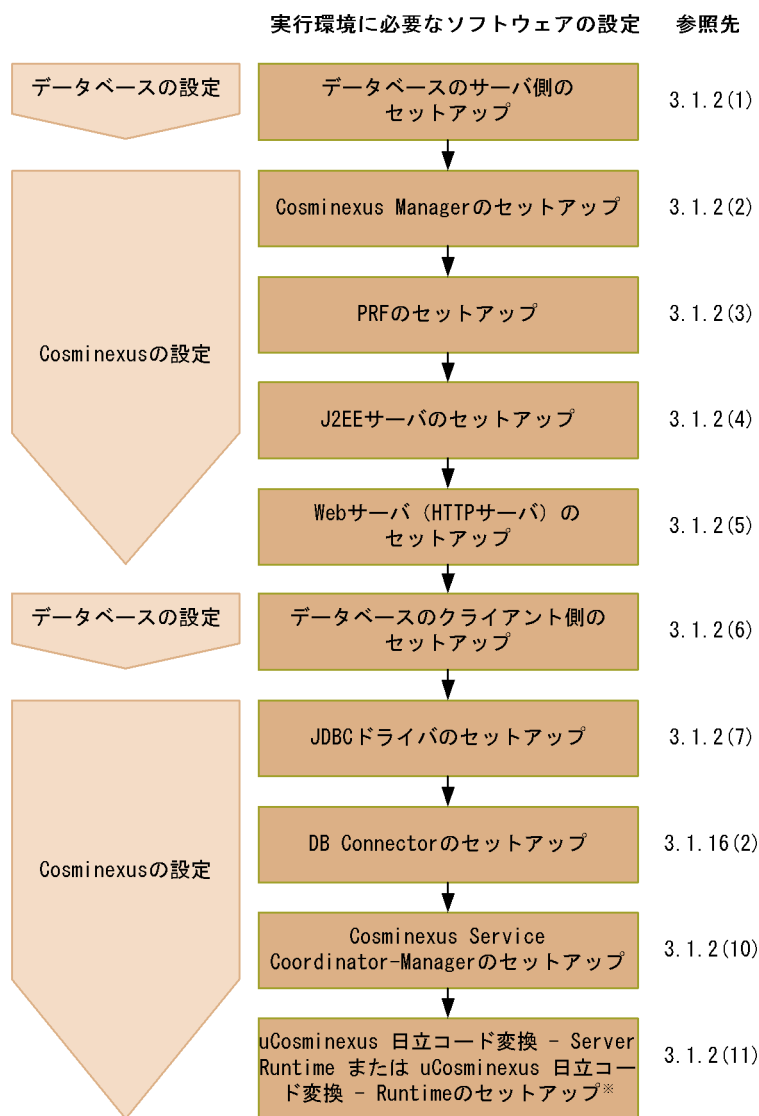 実行環境に必要なソフトウェアの設定 参照先
データベースの設定
データベースのサーバ側の
セットアップ
3.1.2(1)
Cosminexusの設定
Cosminexus Managerのセットアップ
3.1.2(2)
PRFのセットアップ
3.1.2(3)
J2EEサーバのセットアップ
3.1.2(4)
Webサーバ（HTTPサーバ）の
セットアップ
3.1.2(5)
データベースの設定
データベースのクライアント側の
セットアップ
3.1.2(6)
Cosminexusの設定
JDBCドライバのセットアップ
3.1.2(7)
DB Connectorのセットアップ
3.1.16(2)
Cosminexus Service
Coordinator-Managerのセットアップ
3.1.2(10)
uCosminexus 日立コード変換 － Server
Runtime または uCosminexus 日立コー
ド変換 － Runtimeのセットアップ※
3.1.2(11)